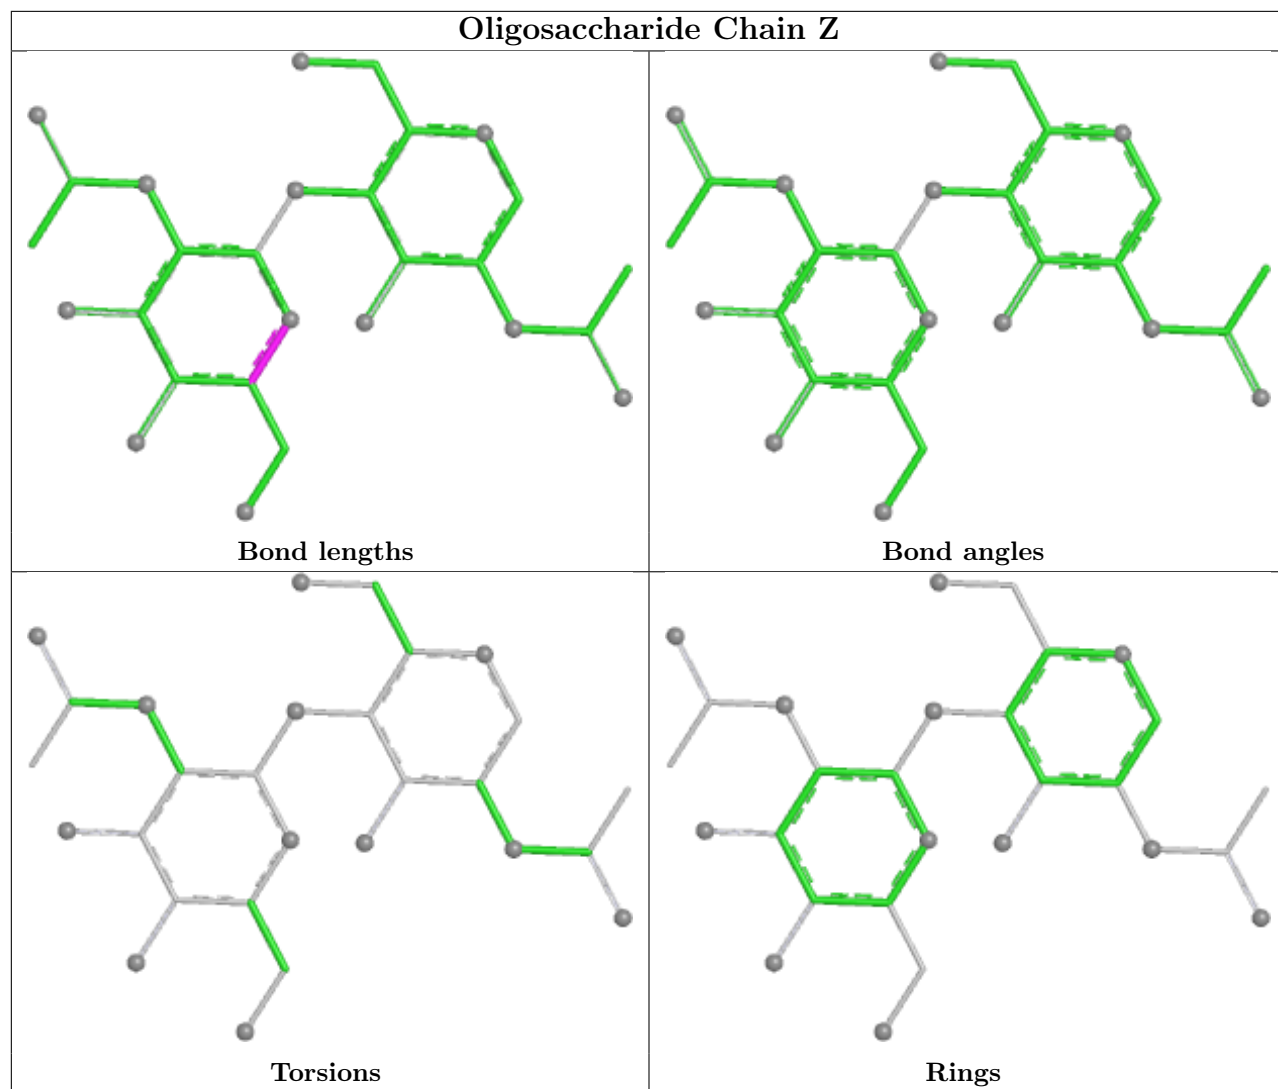 Oligosaccharide Chain Z
Bond lengths
Bond angles
Torsions
Rings